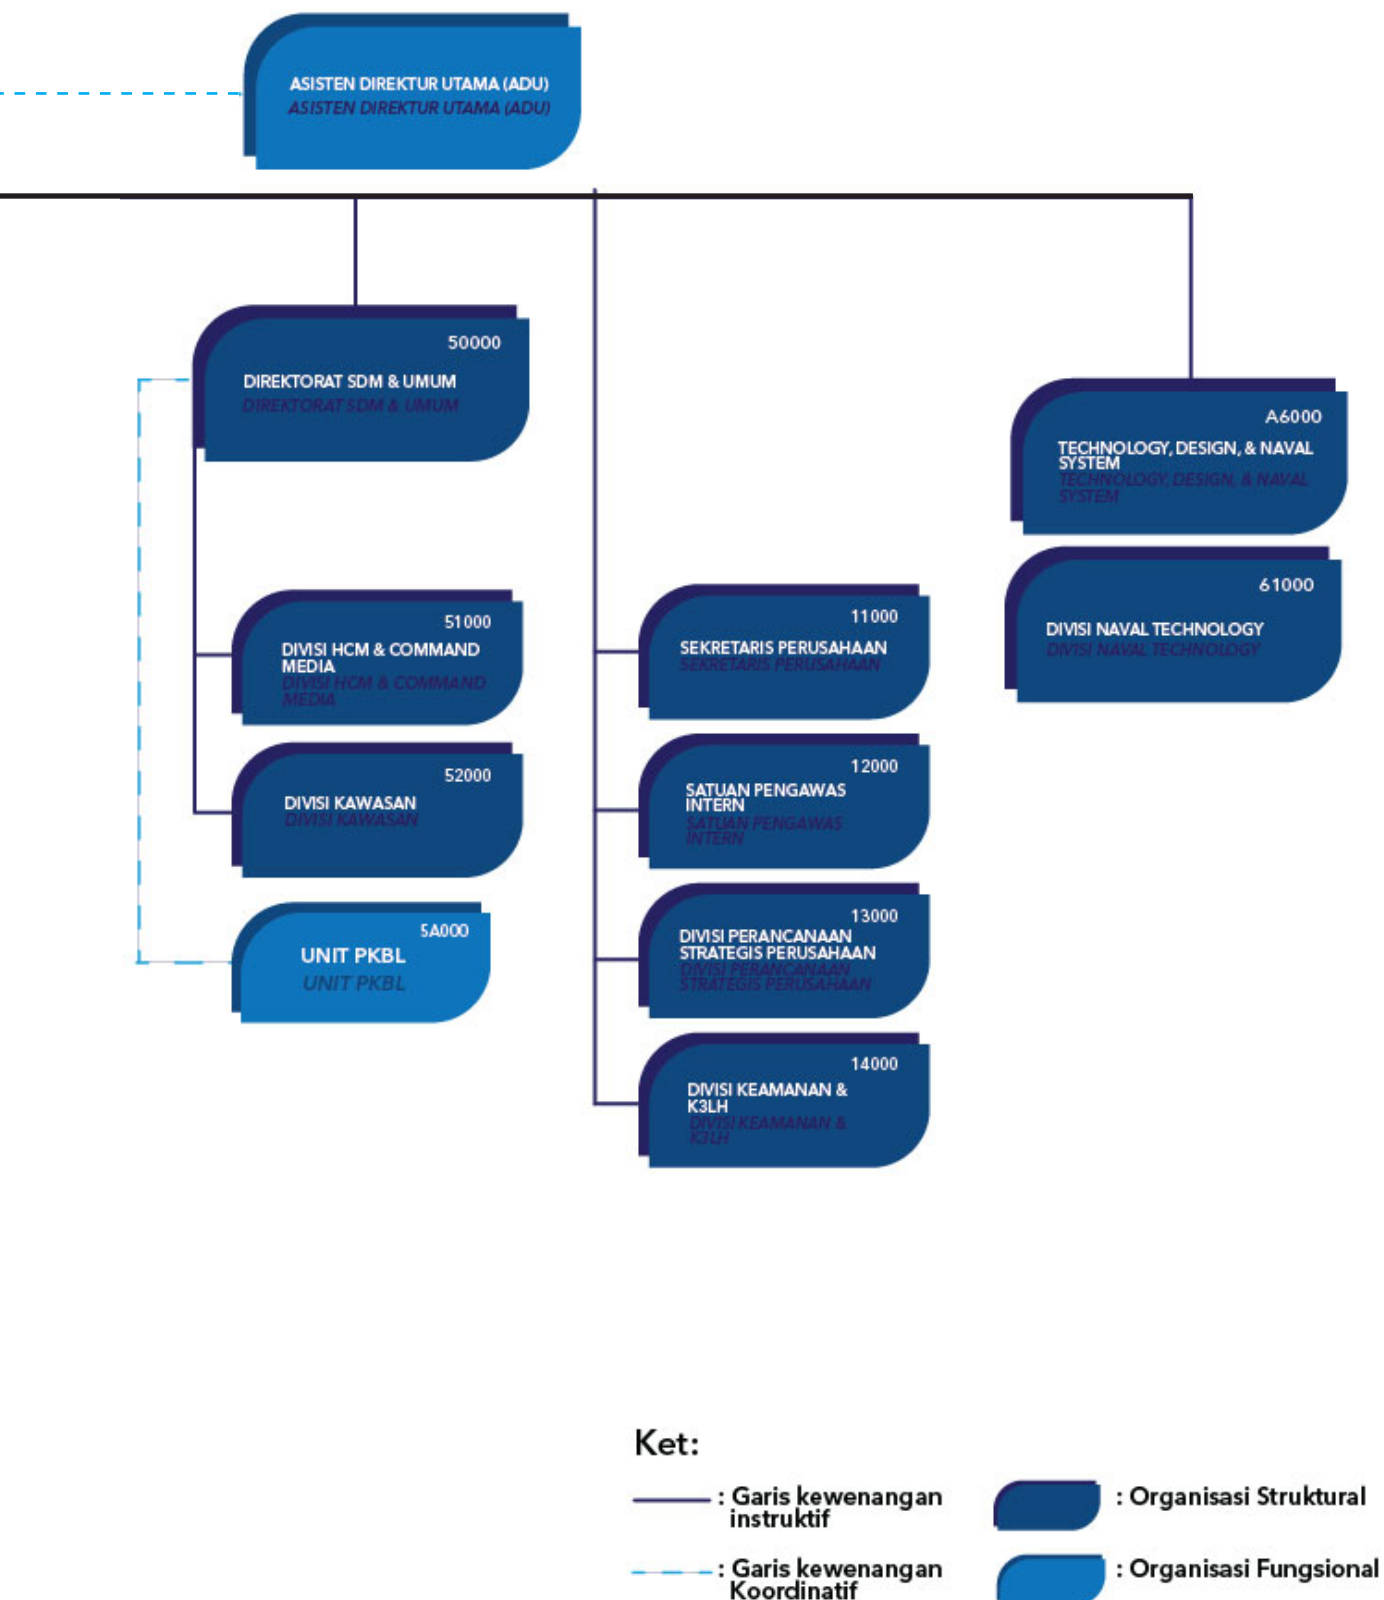 ASISTEN DIREKTUR UTAMA (ADU)
ASISTEN DIREKTUR UTAMA (ADU)
50000
DIREKTORAT SDM & UMUM
DIREKTORAT SDM & UMUM
A6000
TECHNOLOGY, DESIGN, & NAVAL
SYSTEM
TECHNOLOGY, DESIGN, & NAVAL
SYSTEM
61000
DIVISI NAVAL TECHNOLOGY
DIVISI NAVAL TECHNOLOGY
51000
DIVISI HCM & COMMAND
MEDIA
DIVISI HCM & COMMAND
MEDIA
52000
DIVISI KAWASAN
DIVISI KAWASAN
5A000
UNIT PKBL
UNIT PKBL
11000
SEKRETARIS PERUSAHAAN
SEKRETARIS PERUSAHAAN
12000
SATUAN PENGAWAS
INTERN
SATUAN PENGAWAS
INTERN
13000
DIVISI PERANCANAAN
STRATEGIS PERUSAHAAN
DIVISI PERANCANAAN
STRATEGIS PERUSAHAAN
14000
DIVISI KEAMANAN &
K3LH
DIVISI KEAMANAN &
K3LH
Ket:
: Garis kewenangan
instruktif
: Organisasi Struktural
: Garis kewenangan
Koordinatif
: Organisasi Fungsional